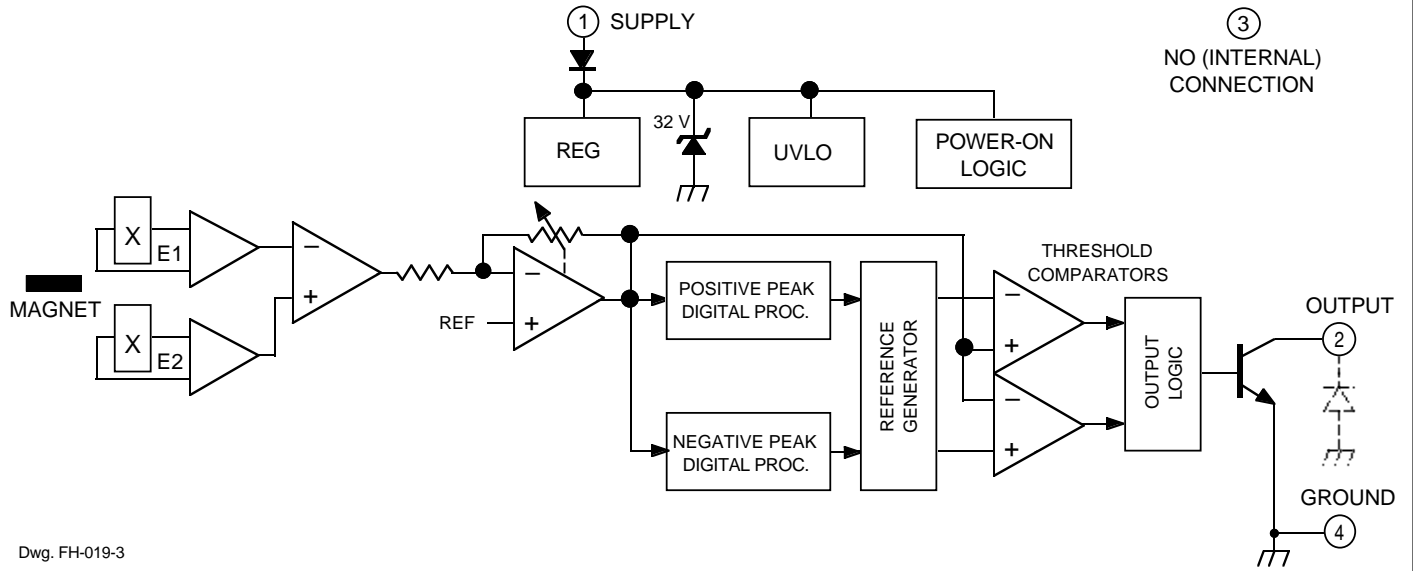 1 SUPPLY
3
NO (INTERNAL)
CONNECTION
32 V
REG
UVLO
POWER-ON
LOGIC
X
E1
MAGNET
X
E2
−
+
−
+
REF
POSITIVE PEAK
DIGITAL PROC.
NEGATIVE PEAK
DIGITAL PROC.
REFERENCE
GENERATOR
THRESHOLD
COMPARATORS
−
+
−
+
OUTPUT
LOGIC
OUTPUT
2
GROUND
4
Dwg. FH-019-3